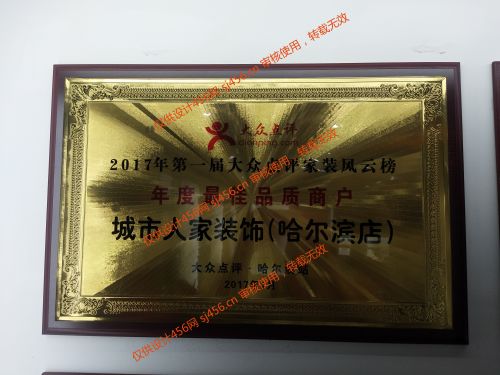 大众点评
dianping.com
2017年第一届大众点评家装风云榜
年度最佳品质商户
城市人家装饰(哈尔滨店)
大众点评·哈尔滨站
仅供设计456网 sj456.cn 审核使用，转载无效
仅供设计456网 sj456.cn 审核使用，转载无效